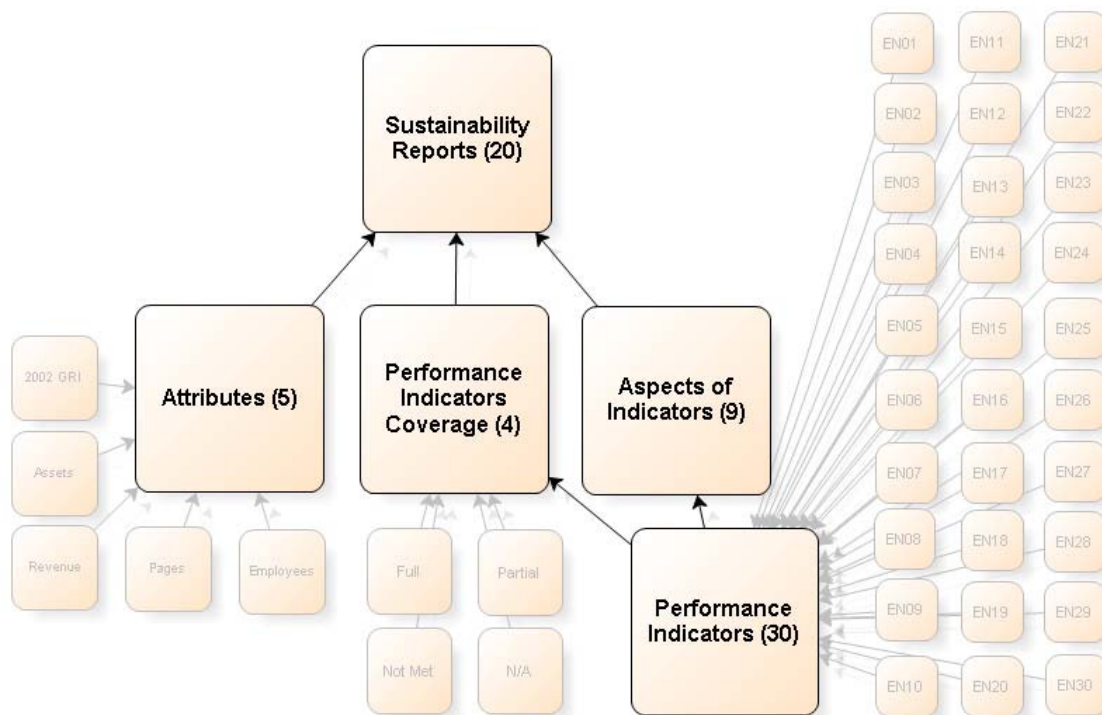 Sustainability
Reports (20)
Attributes (5)
Performance
Indicators
Coverage (4)
Aspects of
Indicators (9)
Performance
Indicators (30)
2002 GRI
Assets
Revenue
Pages
Employees
Full
Partial
Not Met
N/A
EN01
EN11
EN21
EN02
EN12
EN22
EN03
EN13
EN23
EN04
EN14
EN24
EN05
EN15
EN25
EN06
EN16
EN26
EN07
EN17
EN27
EN08
EN18
EN28
EN09
EN19
EN29
EN10
EN20
EN30